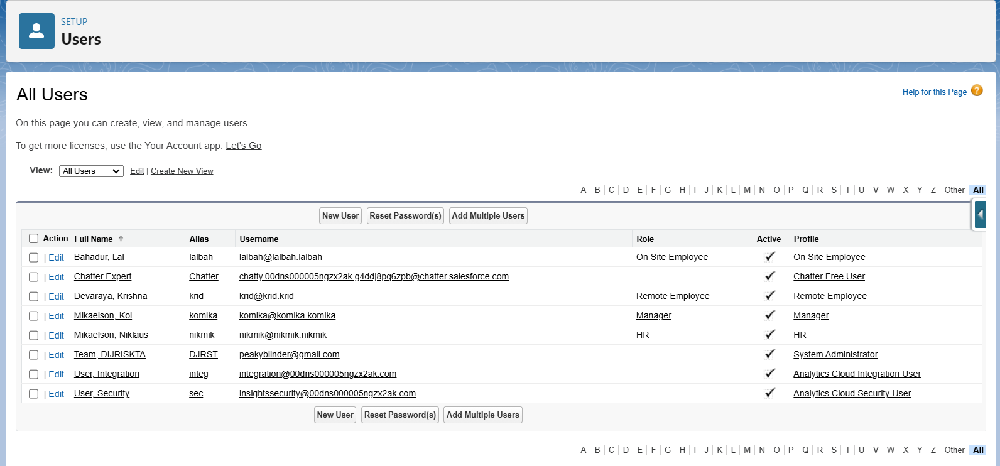 SETUP
Users
All Users
Help for this Page ?
On this page you can create, view, and manage users.
To get more licenses, use the Your Account app. Let's Go
View: All Users Edit | Create New View
A B C D E F G H I J K L M N O P Q R S T U V W X Y Z Other All
New User Reset Password(s) Add Multiple Users
Action Full Name ↑ Alias Username Role Active Profile
| Edit Bahadur, Lal lalbah lalbah@lalbah.lalbah On Site Employee On Site Employee
| Edit Chatter Expert Chatter chatty.00dns000005ngzx2ak.g4ddj8pq6zpb@chatter.salesforce.com Chatter Free User
| Edit Devaraya, Krishna krid krid@krid.krid Remote Employee Remote Employee
| Edit Mikaelson, Kol komika komika@komika.komika Manager Manager
| Edit Mikaelson, Niklaus nikmik nikmik@nikmik.nikmik HR HR
| Edit Team, DIJRISKTA DJRST peakyblinder@gmail.com System Administrator
| Edit User, Integration integ integration@00dns000005ngzx2ak.com Analytics Cloud Integration User
| Edit User, Security sec insightssecurity@00dns000005ngzx2ak.com Analytics Cloud Security User
New User Reset Password(s) Add Multiple Users
A B C D E F G H I J K L M N O P Q R S T U V W X Y Z Other All